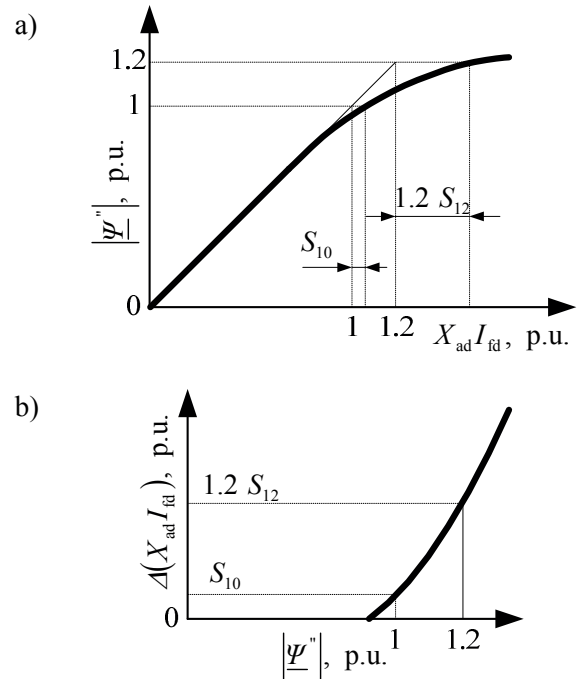 a)
1.2
1
|Ψ"|, p.u.
1.2 S12
S10
0
1
1.2
XadIfd, p.u.
b)
Δ(XadIfd), p.u.
1.2 S12
S10
0
1
1.2
|Ψ"|, p.u.